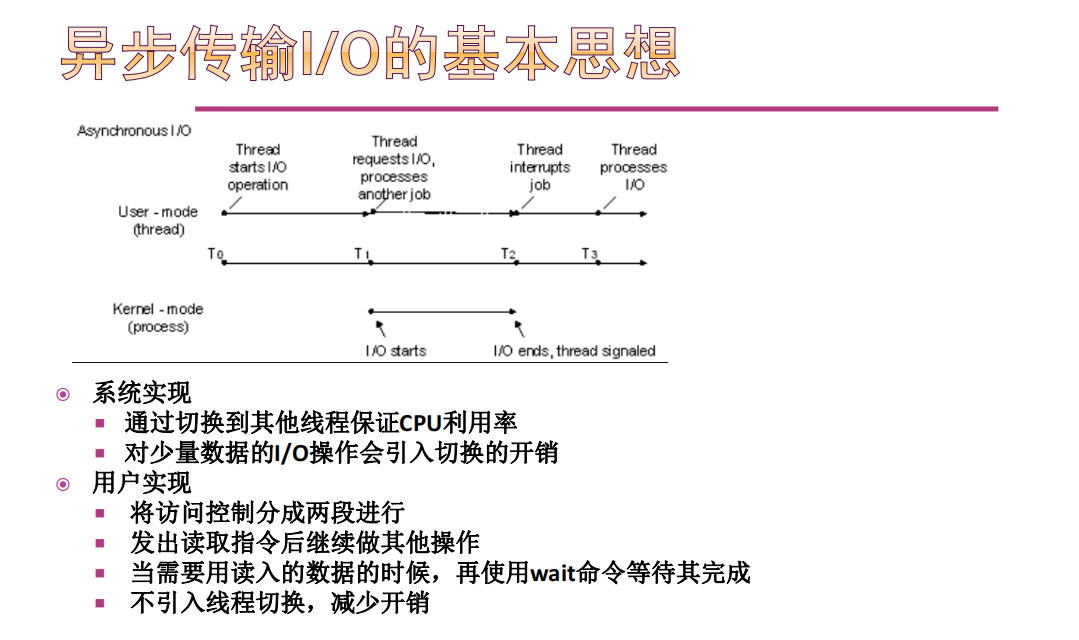 异步传输I/O的基本思想
Asynchronous I/O
Thread
starts I/O
operation
Thread
requests I/O,
processes
another job
Thread
interrupts
job
Thread
processes
I/O
User - mode
(thread)
T0
T1
T2
T3
Kernel - mode
(process)
I/O starts
I/O ends, thread signaled
系统实现
通过切换到其他线程保证CPU利用率
对少量数据的I/O操作会引入切换的开销
用户实现
将访问控制分成两段进行
发出读取指令后继续做其他操作
当需要用读入的数据的时候，再使用wait命令等待其完成
不引入线程切换，减少开销